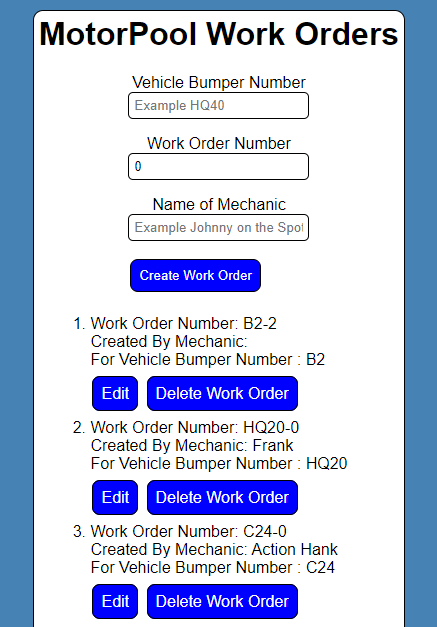 MotorPool Work Orders
Vehicle Bumper Number
Example HQ40
Work Order Number
0
Name of Mechanic
Example Johnny on the Spot
Create Work Order
1. Work Order Number: B2-2
Created By Mechanic:
For Vehicle Bumper Number : B2
Edit Delete Work Order
2. Work Order Number: HQ20-0
Created By Mechanic: Frank
For Vehicle Bumper Number : HQ20
Edit Delete Work Order
3. Work Order Number: C24-0
Created By Mechanic: Action Hank
For Vehicle Bumper Number : C24
Edit Delete Work Order